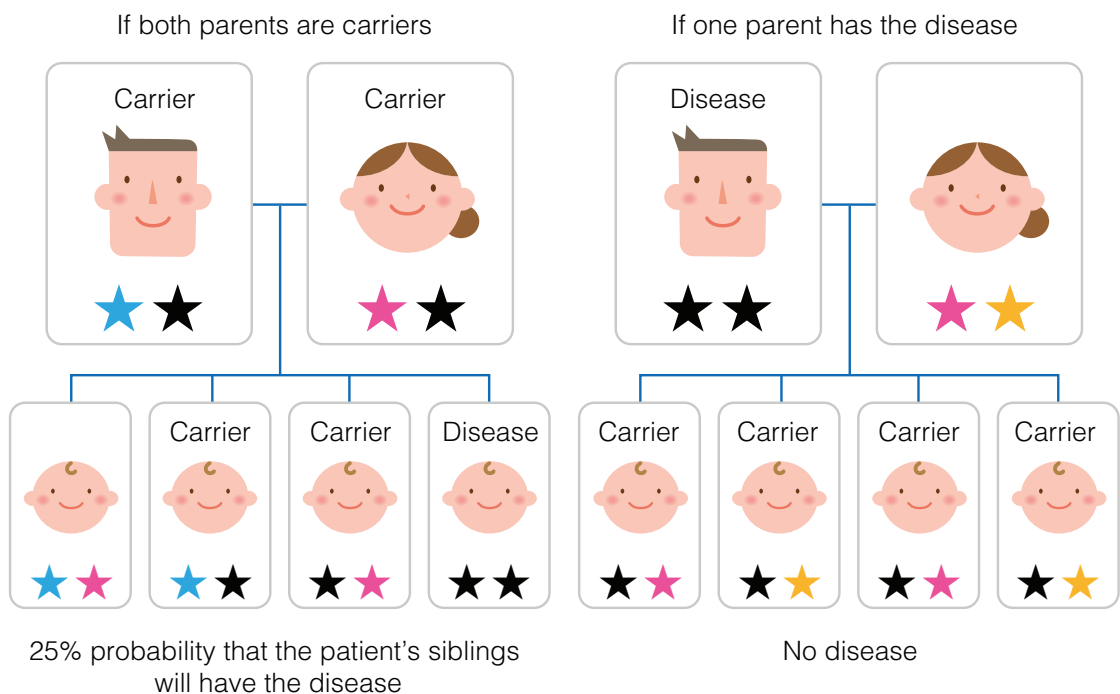 If both parents are carriers
Carrier
Carrier
Carrier
Carrier
Disease
25% probability that the patient’s siblings
will have the disease
If one parent has the disease
Disease
Carrier
Carrier
Carrier
Carrier
No disease